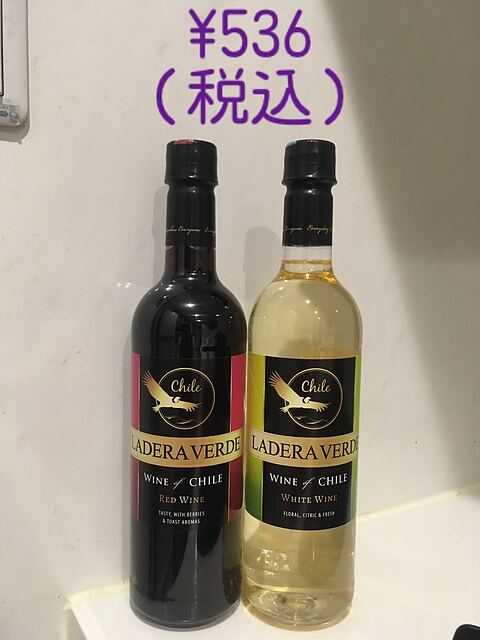 ¥536
(税込)
Chile
LADERA VERDE
WINE of CHILE
RED WINE
TASTY, WITH BERRIES
& TOAST AROMAS
Chile
LADERA VERDE
WINE of CHILE
WHITE WINE
FLORAL, CITRIC & FRESH